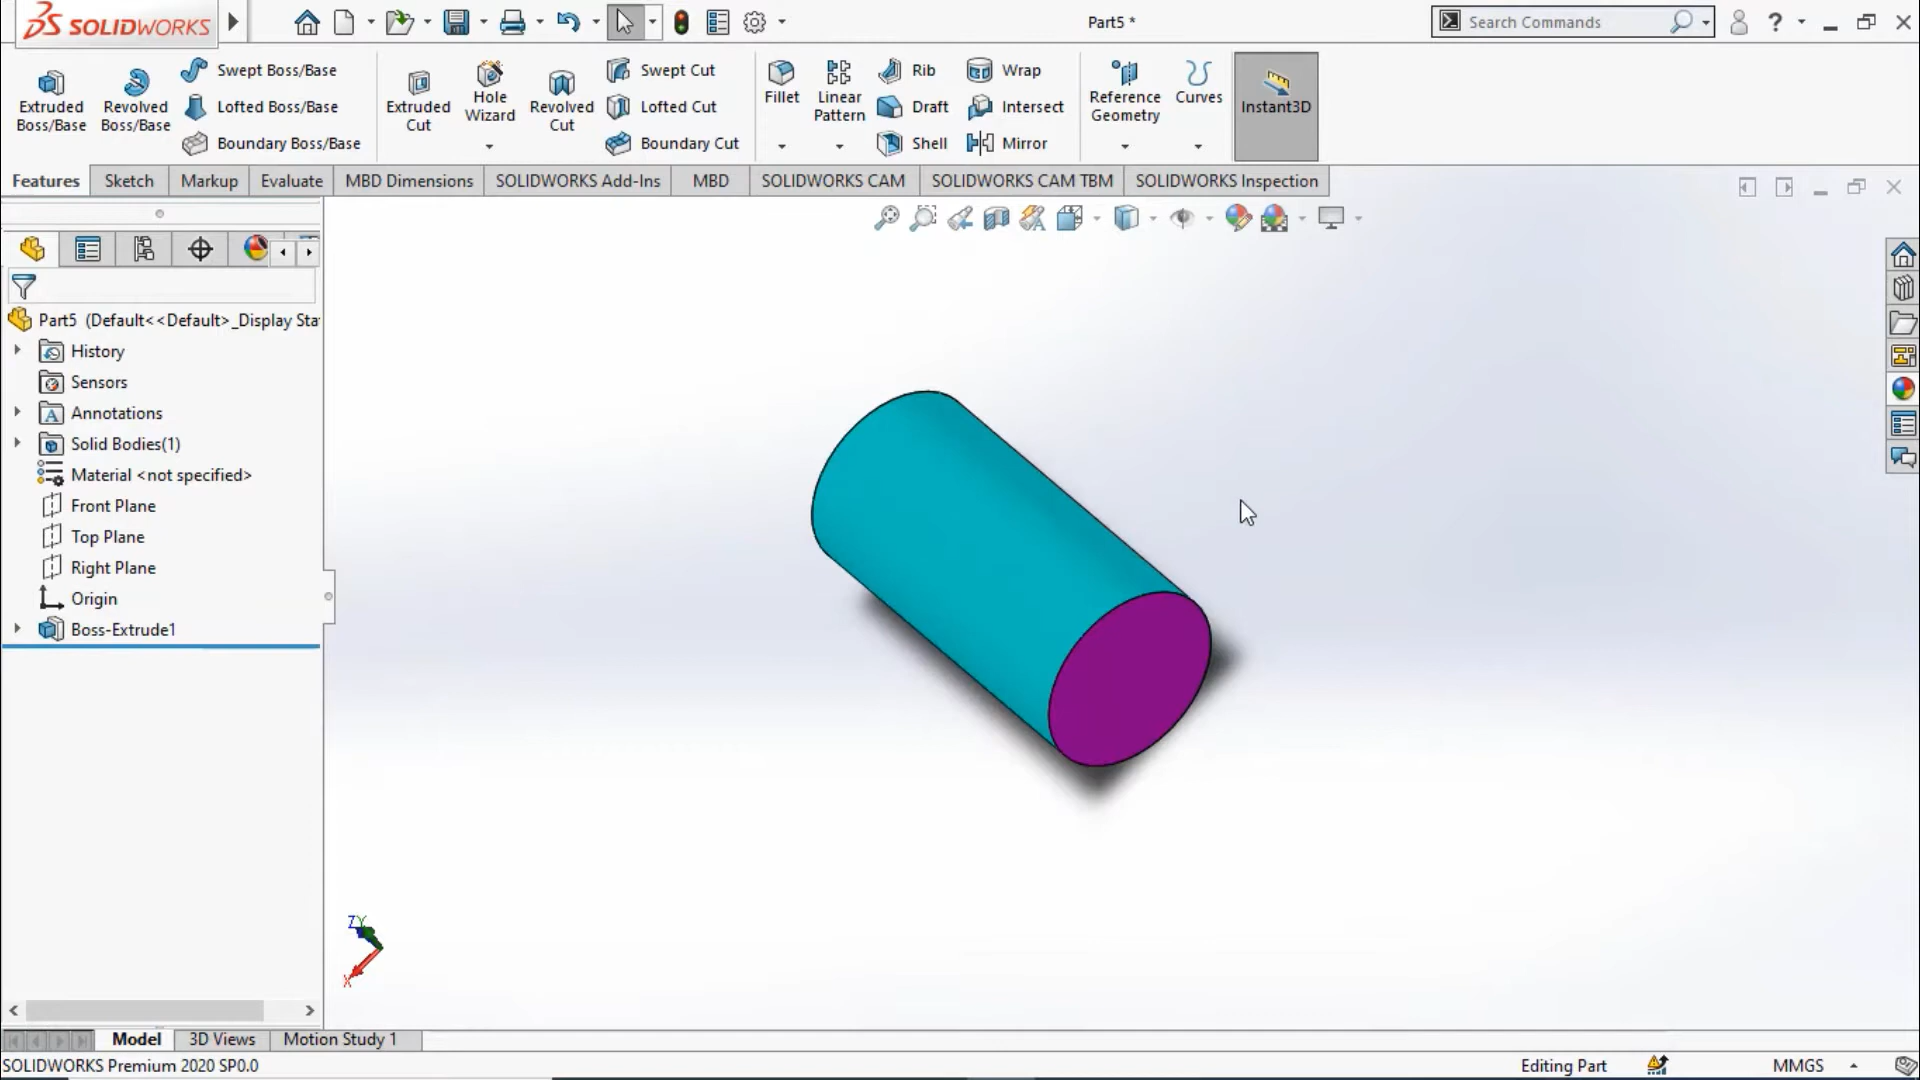 SOLIDWORKS
Part5 *
Search Commands
?
Extruded Boss/Base
Revolved Boss/Base
Swept Boss/Base
Lofted Boss/Base
Boundary Boss/Base
Extruded Cut
Hole Wizard
Revolved Cut
Swept Cut
Lofted Cut
Boundary Cut
Fillet
Linear Pattern
Rib
Draft
Shell
Wrap
Intersect
Mirror
Reference Geometry
Curves
Instant3D
Features
Sketch
Markup
Evaluate
MBD Dimensions
SOLIDWORKS Add-Ins
MBD
SOLIDWORKS CAM
SOLIDWORKS CAM TBM
SOLIDWORKS Inspection
Part5 (Default<<Default>_Display Sta
History
Sensors
Annotations
Solid Bodies(1)
Material <not specified>
Front Plane
Top Plane
Right Plane
Origin
Boss-Extrude1
Z Y
X
Model
3D Views
Motion Study 1
SOLIDWORKS Premium 2020 SP0.0
Editing Part
MMGS